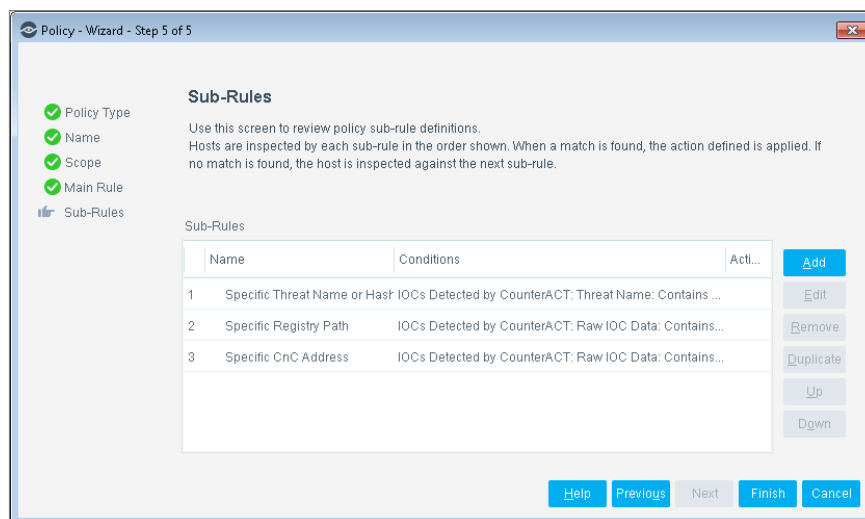 Policy - Wizard - Step 5 of 5
Policy Type
Name
Scope
Main Rule
Sub-Rules
Sub-Rules
Use this screen to review policy sub-rule definitions.
Hosts are inspected by each sub-rule in the order shown. When a match is found, the action defined is applied. If
no match is found, the host is inspected against the next sub-rule.
Sub-Rules
Name Conditions Acti...
1 Specific Threat Name or Hash IOCs Detected by CounterACT: Threat Name: Contains ...
2 Specific Registry Path IOCs Detected by CounterACT: Raw IOC Data: Contains...
3 Specific CnC Address IOCs Detected by CounterACT: Raw IOC Data: Contains...
Add
Edit
Remove
Duplicate
Up
Down
Help Previous Next Finish Cancel